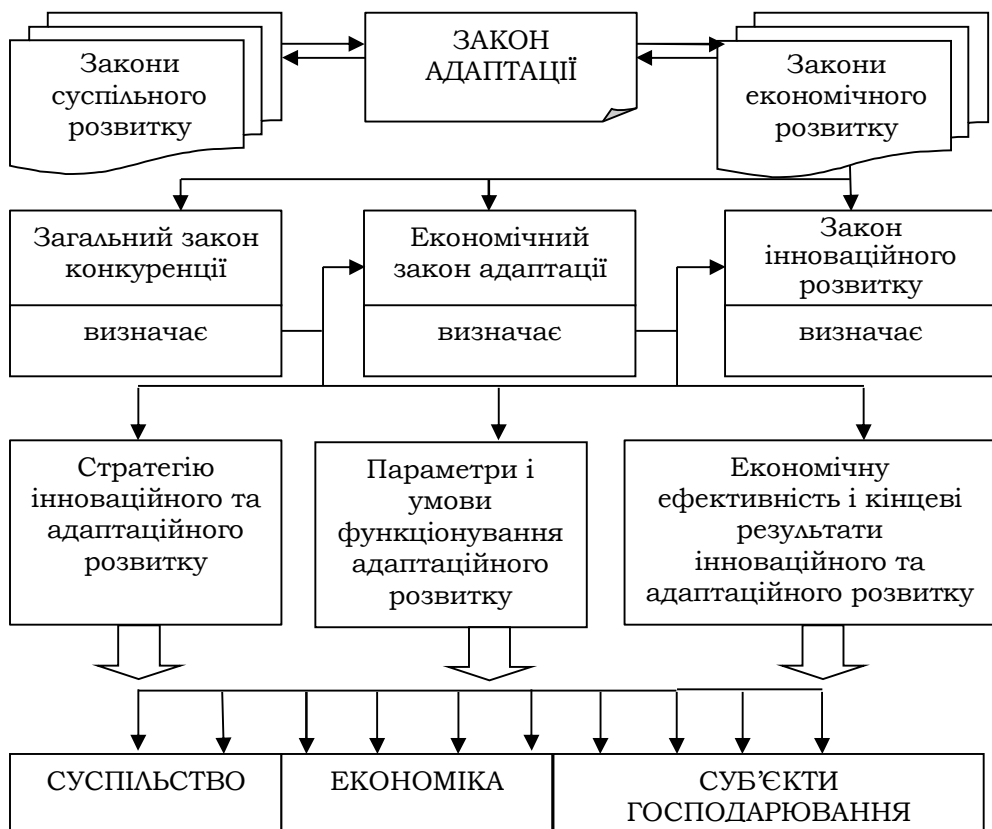 Закони
суспільного
розвитку
ЗАКОН
АДАПТАЦІЇ
Закони
економічного
розвитку
Загальний закон
конкуренції
визначає
Економічний
закон адаптації
визначає
Закон
інноваційного
розвитку
визначає
Стратегію
інноваційного та
адаптаційного
розвитку
Параметри і
умови
функціонування
адаптаційного
розвитку
Економічну
ефективність і кінцеві
результати
інноваційного та
адаптаційного розвитку
СУСПІЛЬСТВО
ЕКОНОМІКА
СУБ’ЄКТИ
ГОСПОДАРЮВАННЯ